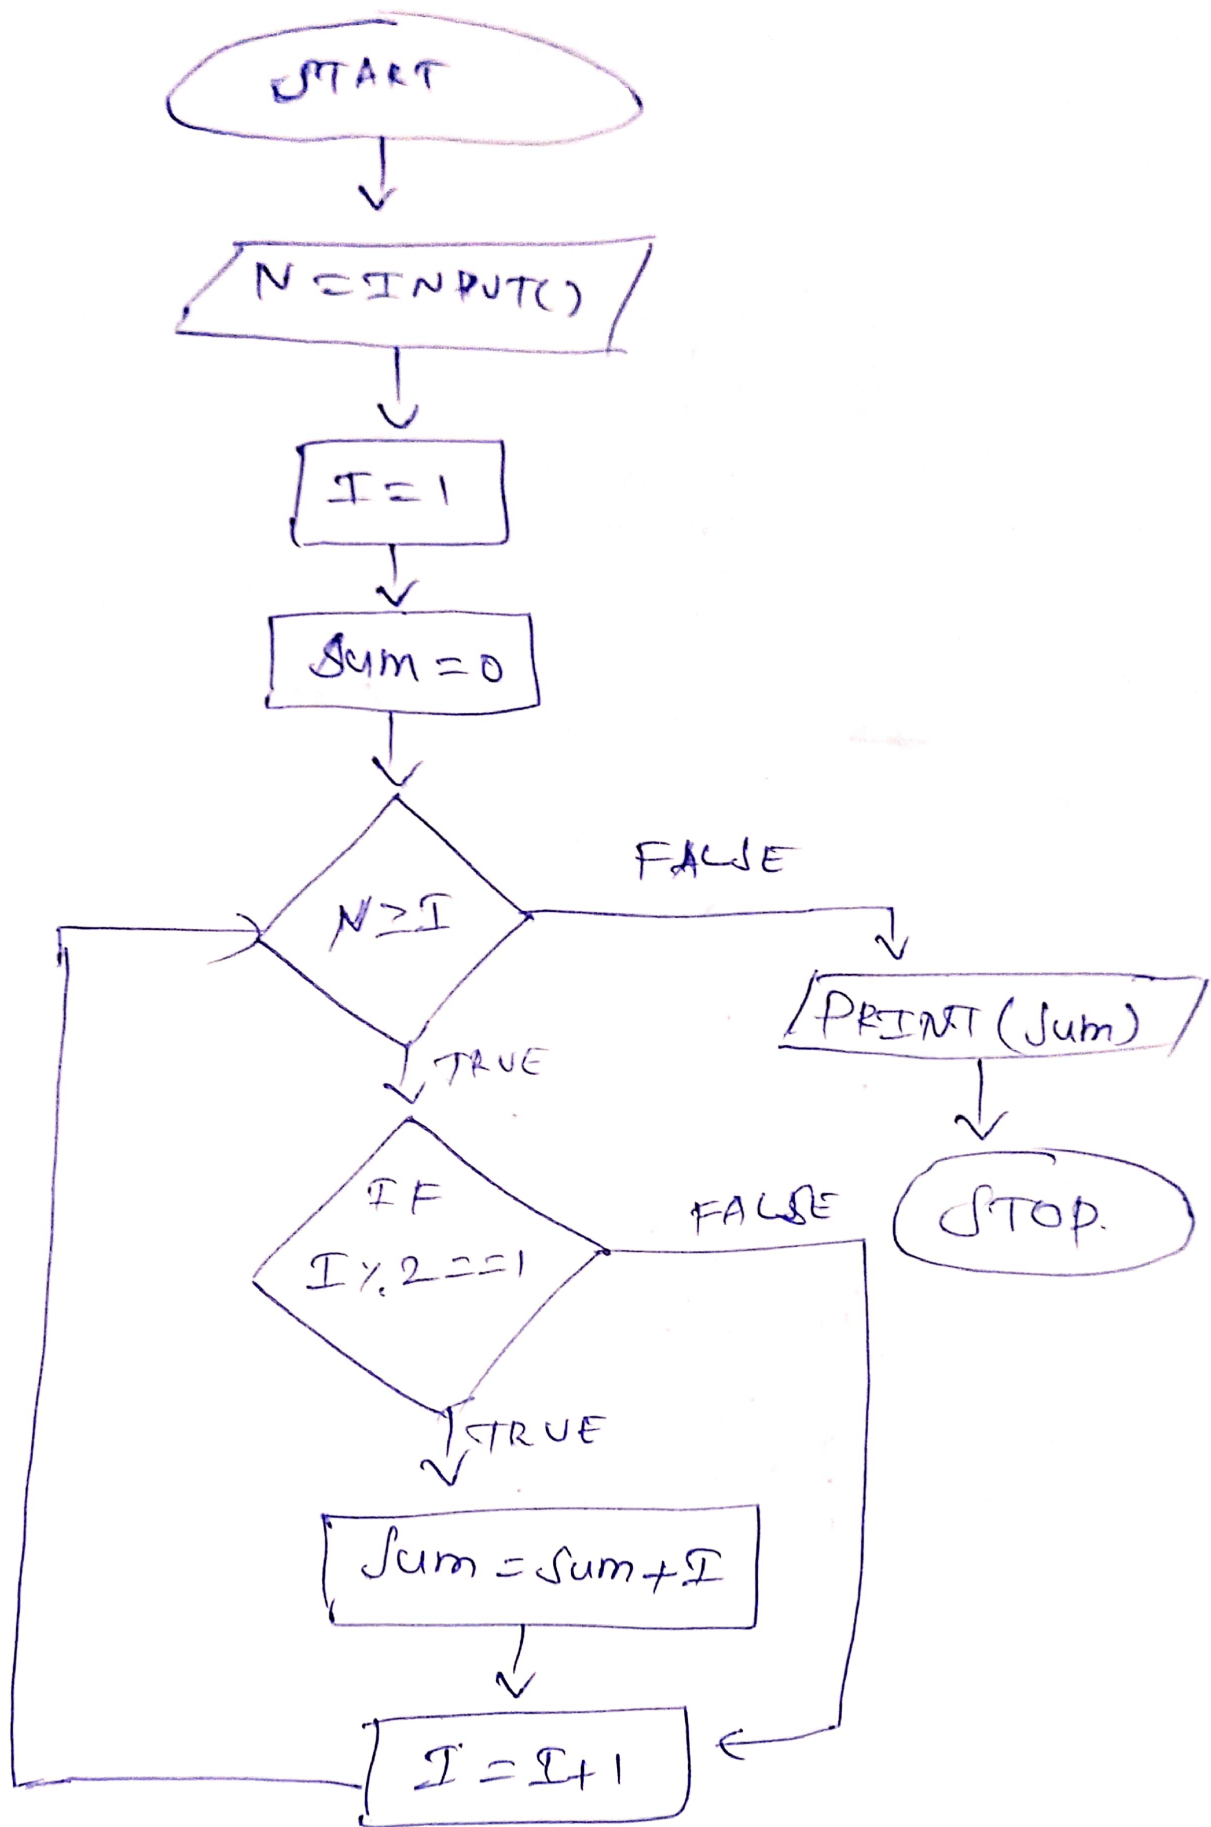 START
N = INPUT()
I = 1
Sum = 0
N ≥ I
FALSE
PRINT (Sum)
STOP.
TRUE
IF
I % 2 == 1
FALSE
TRUE
Sum = Sum + I
I = I + 1